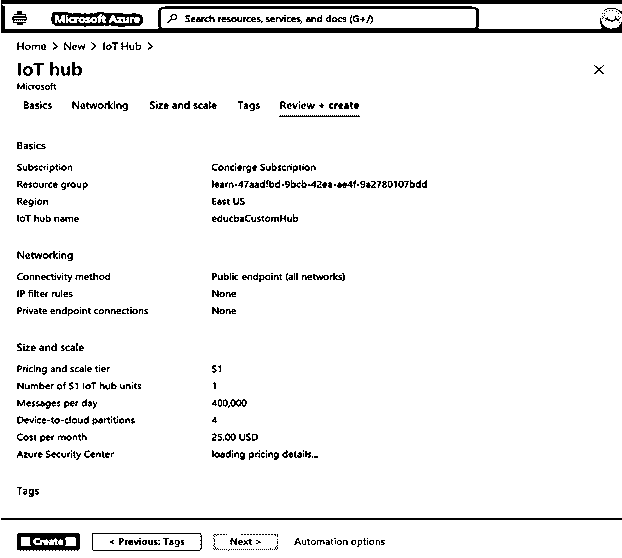 Microsoft Azure
Search resources, services, and docs (G+/)
Home > New > IoT Hub >
IoT hub
Microsoft
Basics Networking Size and scale Tags Review + create
Basics
Subscription Concierge Subscription
Resource group learn-47aadfbd-9bcb-42ea-ae4f-9a2780107bdd
Region East US
IoT hub name educbaCustomHub
Networking
Connectivity method Public endpoint (all networks)
IP filter rules None
Private endpoint connections None
Size and scale
Pricing and scale tier S1
Number of S1 IoT hub units 1
Messages per day 400,000
Device-to-cloud partitions 4
Cost per month 25.00 USD
Azure Security Center loading pricing details...
Tags
Create < Previous: Tags Next > Automation options